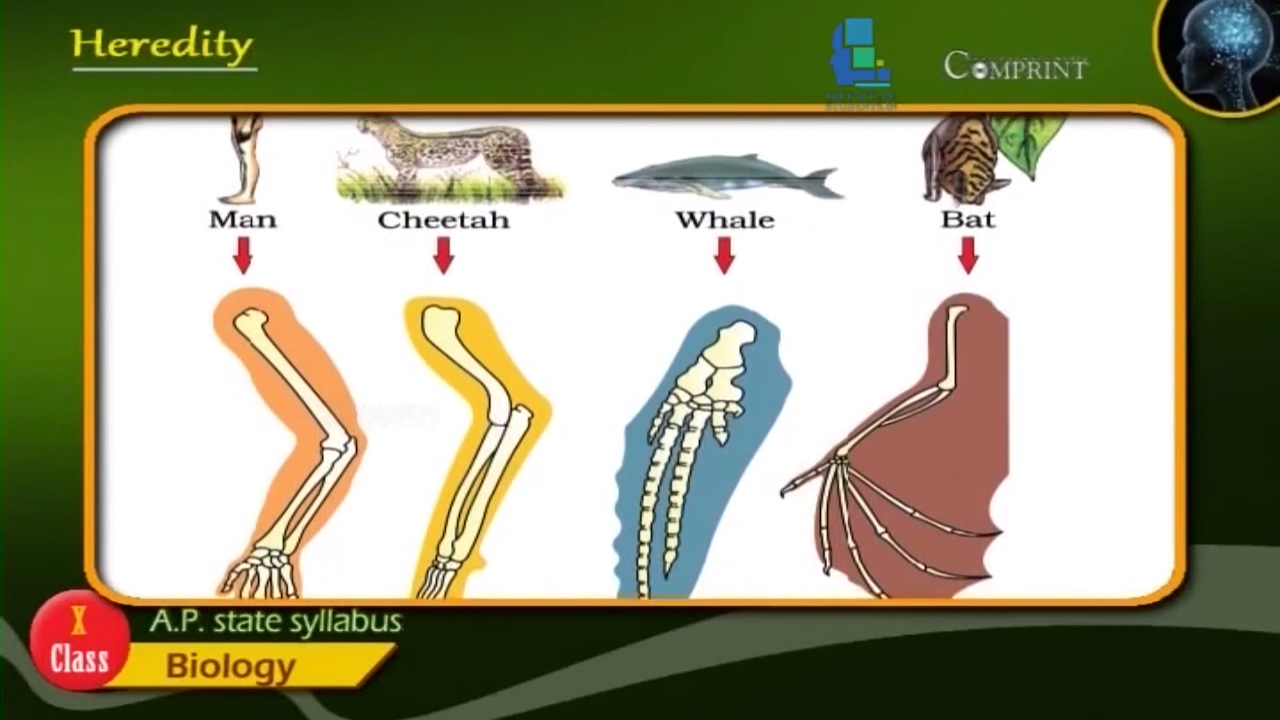 Heredity
COMPRINT
Man Cheetah Whale Bat
X
Class
A.P. state syllabus
Biology